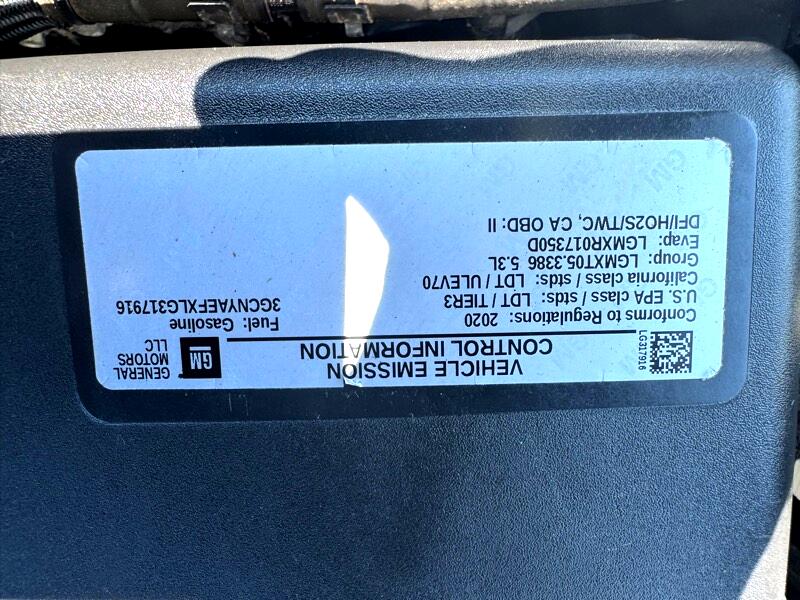 LG317916
VEHICLE EMISSION
CONTROL INFORMATION
GM
GENERAL
MOTORS
LLC
Conforms to Regulations: 2020
Fuel: Gasoline
U.S. EPA class / stds: LDT / TIER3
3GCNYAEFXLG317916
California class / stds: LDT / ULEV70
Group: LGMXT05.3386 5.3L
Evap: LGMXR017350D
DFI/HO2S/TWC, CA OBD: II